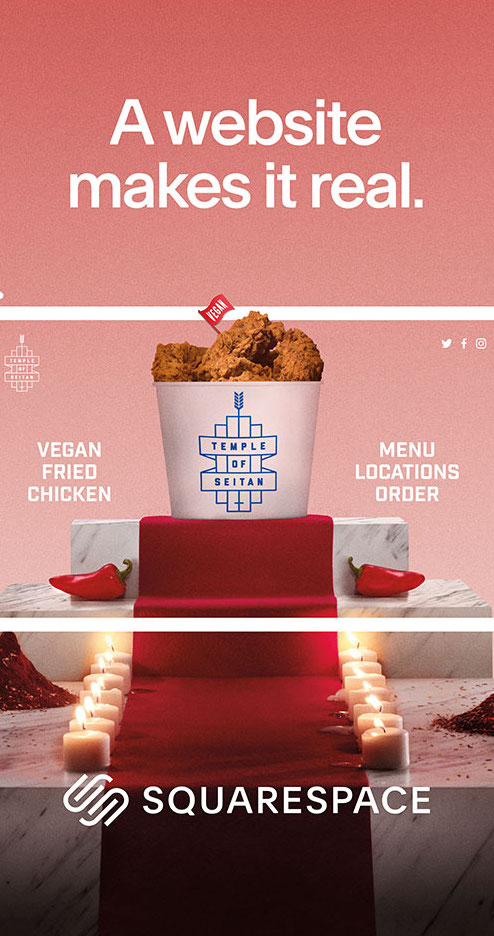 A website
makes it real.
VEGAN
TEMPLE
OF
SEITAN
VEGAN
FRIED
CHICKEN
TEMPLE
OF
SEITAN
MENU
LOCATIONS
ORDER
SQUARESPACE